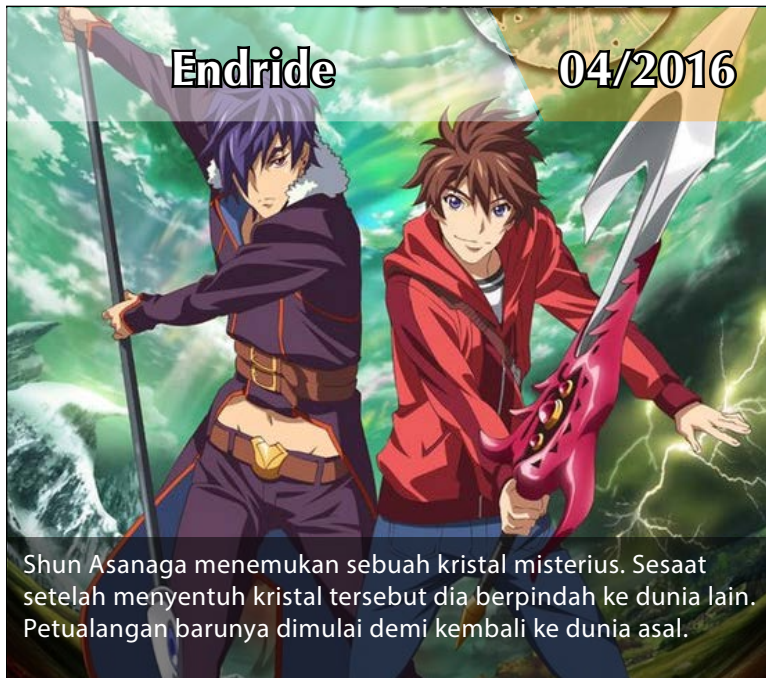 Endride
04/2016
Shun Asanaga menemukan sebuah kristal misterius. Sesaat
setelah menyentuh kristal tersebut dia berpindah ke dunia lain.
Petualangan barunya dimulai demi kembali ke dunia asal.